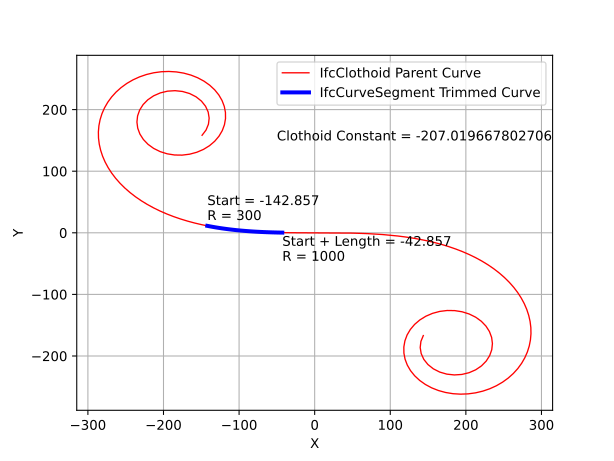 IfcClothoid Parent Curve
IfcCurveSegment Trimmed Curve
Clothoid Constant = -207.019667802706
Start = -142.857
R = 300
Start + Length = -42.857
R = 1000
Y
200
100
0
−100
−200
−300
−200
−100
0
100
200
300
X